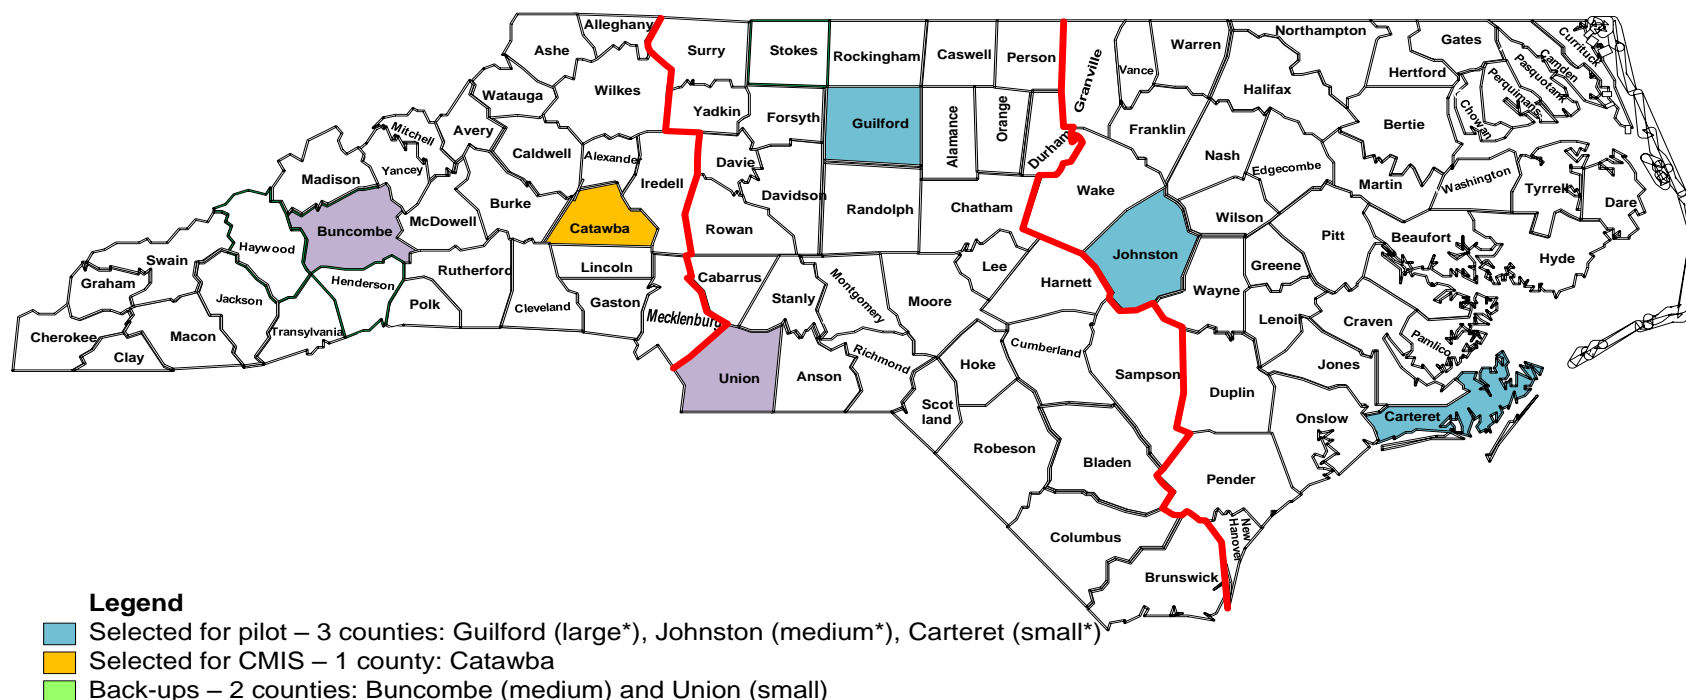 Alleghany
Ashe
Surry
Stokes
Rockingham
Caswell
Person
Granville
Vance
Warren
Northampton
Gates
Currituck
Camden
Pasquotank
Perquimans
Chowan
Hertford
Halifax
Bertie
Watauga
Wilkes
Yadkin
Forsyth
Guilford
Alamance
Orange
Durham
Franklin
Mitchell
Avery
Caldwell
Alexande
Davie
Nash
Edgecombe
Martin
Washington
Tyrrell
Dare
Madison
Yancey
Iredell
Davidson
Wake
Buncombe
McDowell
Burke
Catawba
Rowan
Randolph
Chatham
Wilson
Pitt
Beaufort
Hyde
Haywood
Swain
Graham
Jackson
Henderson
Rutherford
Polk
Lincoln
Cleveland
Gaston
Cabarrus
Stanly
Montgomery
Moore
Lee
Harnett
Johnston
Wayne
Greene
Lenoir
Craven
Pamlico
Cherokee
Clay
Macon
Transylvania
Mecklenburg
Union
Anson
Richmond
Hoke
Cumberland
Sampson
Duplin
Jones
Onslow
Carteret
Scot
land
Robeson
Bladen
Pender
New
Hanover
Columbus
Brunswick
Legend
Selected for pilot – 3 counties: Guilford (large*), Johnston (medium*), Carteret (small*)
Selected for CMIS – 1 county: Catawba
Back-ups – 2 counties: Buncombe (medium) and Union (small)